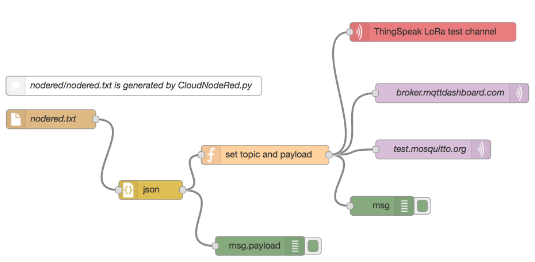 ThingSpeak LoRa test channel
nodered/nodered.txt is generated by CloudNodeRed.py
broker.mqttdashboard.com
nodered.txt
set topic and payload
test.mosquitto.org
json
msg
msg.payload